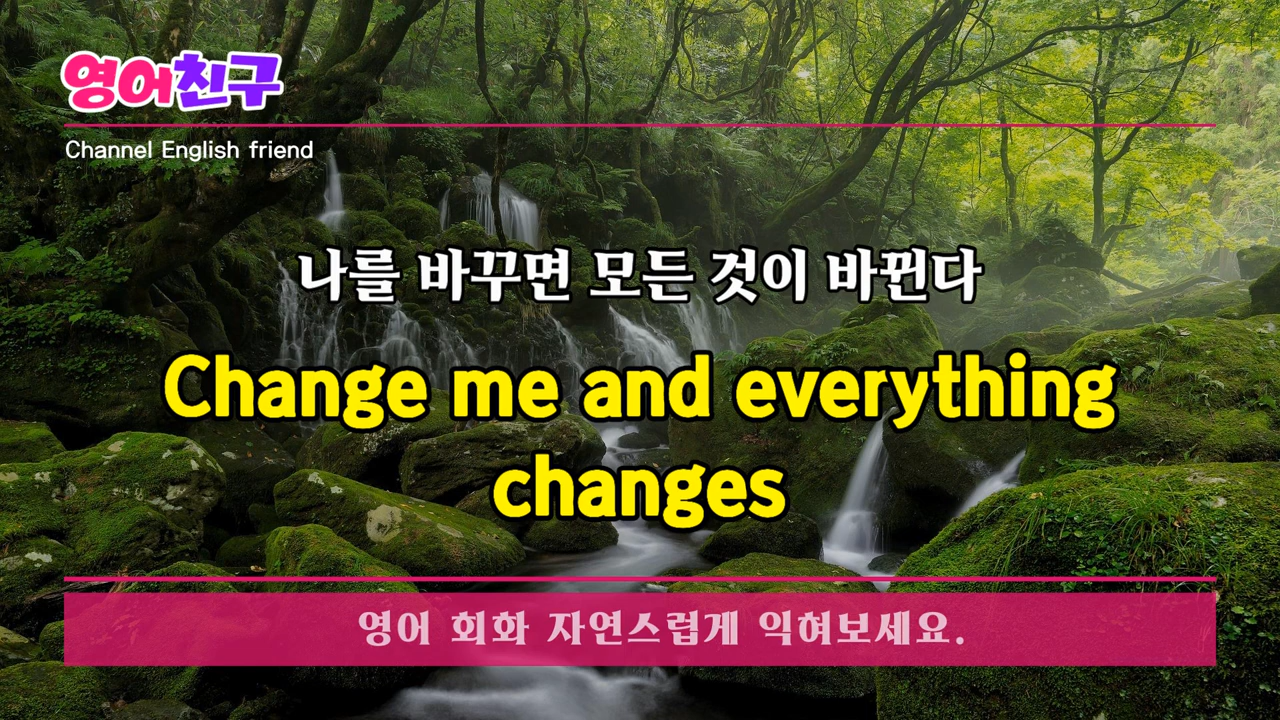 영어친구
Channel English friend
나를 바꾸면 모든 것이 바뀐다
Change me and everything
changes
영어 회화 자연스럽게 익혀보세요.